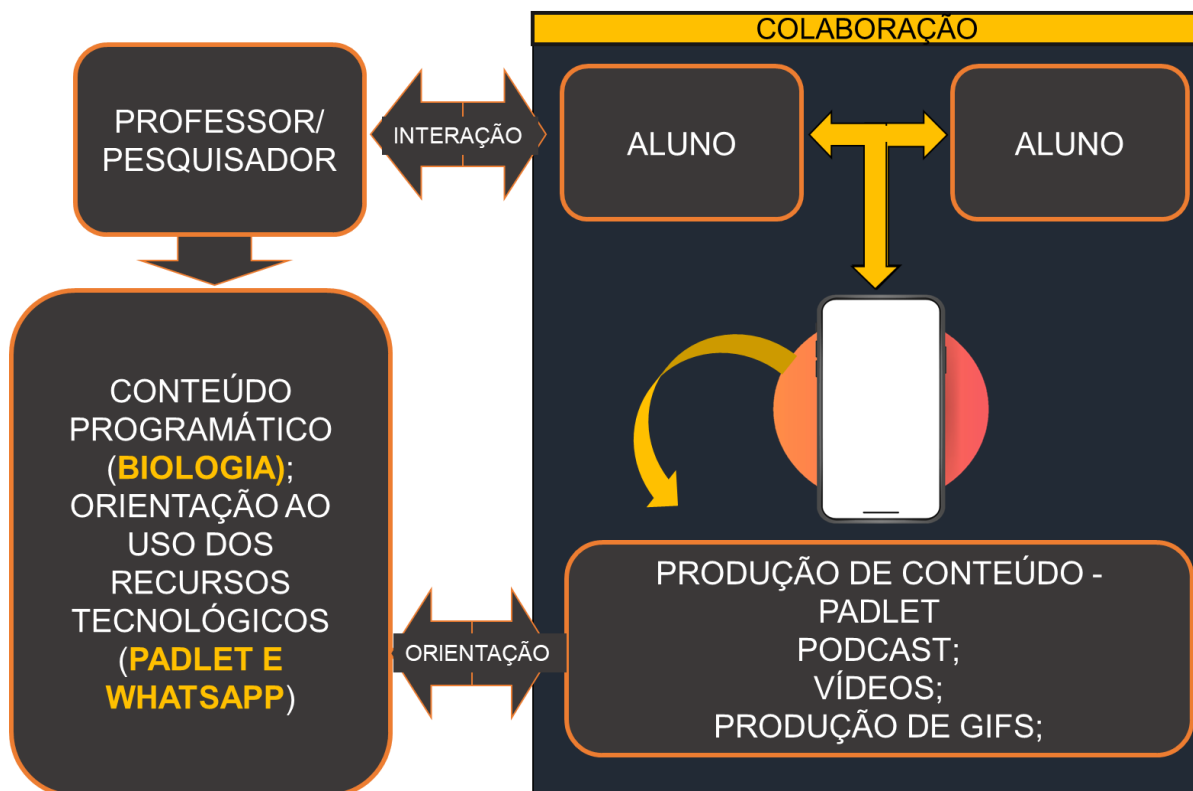 COLABORAÇÃO
PROFESSOR/
PESQUISADOR
INTERAÇÃO
ALUNO
ALUNO
CONTEÚDO
PROGRAMÁTICO
(BIOLOGIA);
ORIENTAÇÃO AO
USO DOS
RECURSOS
TECNOLÓGICOS
(PADLET E
WHATSAPP)
ORIENTAÇÃO
PRODUÇÃO DE CONTEÚDO -
PADLET
PODCAST;
VÍDEOS;
PRODUÇÃO DE GIFS;